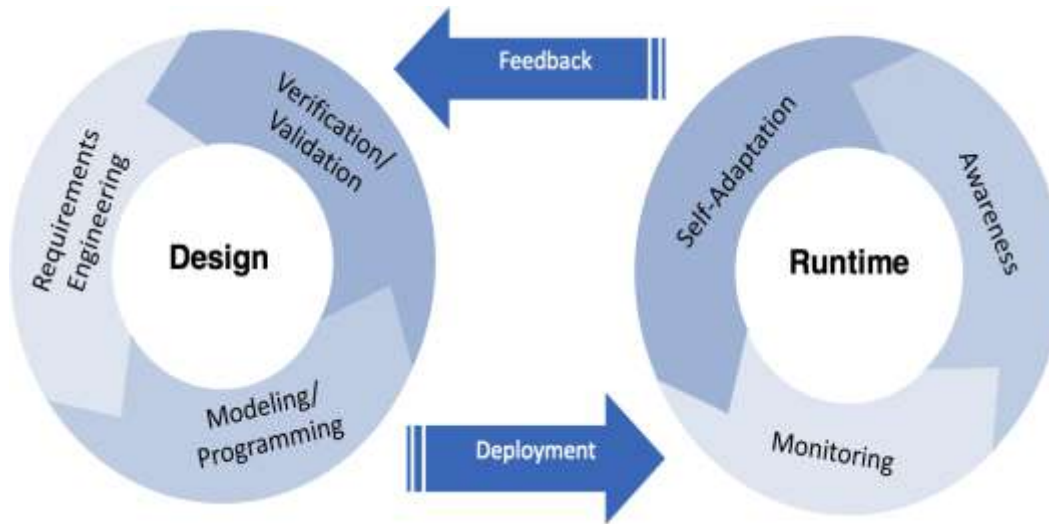 Feedback
Verification/
Validation
Requirements
Engineering
Design
Modeling/
Programming
Self-Adaptation
Awareness
Runtime
Monitoring
Deployment